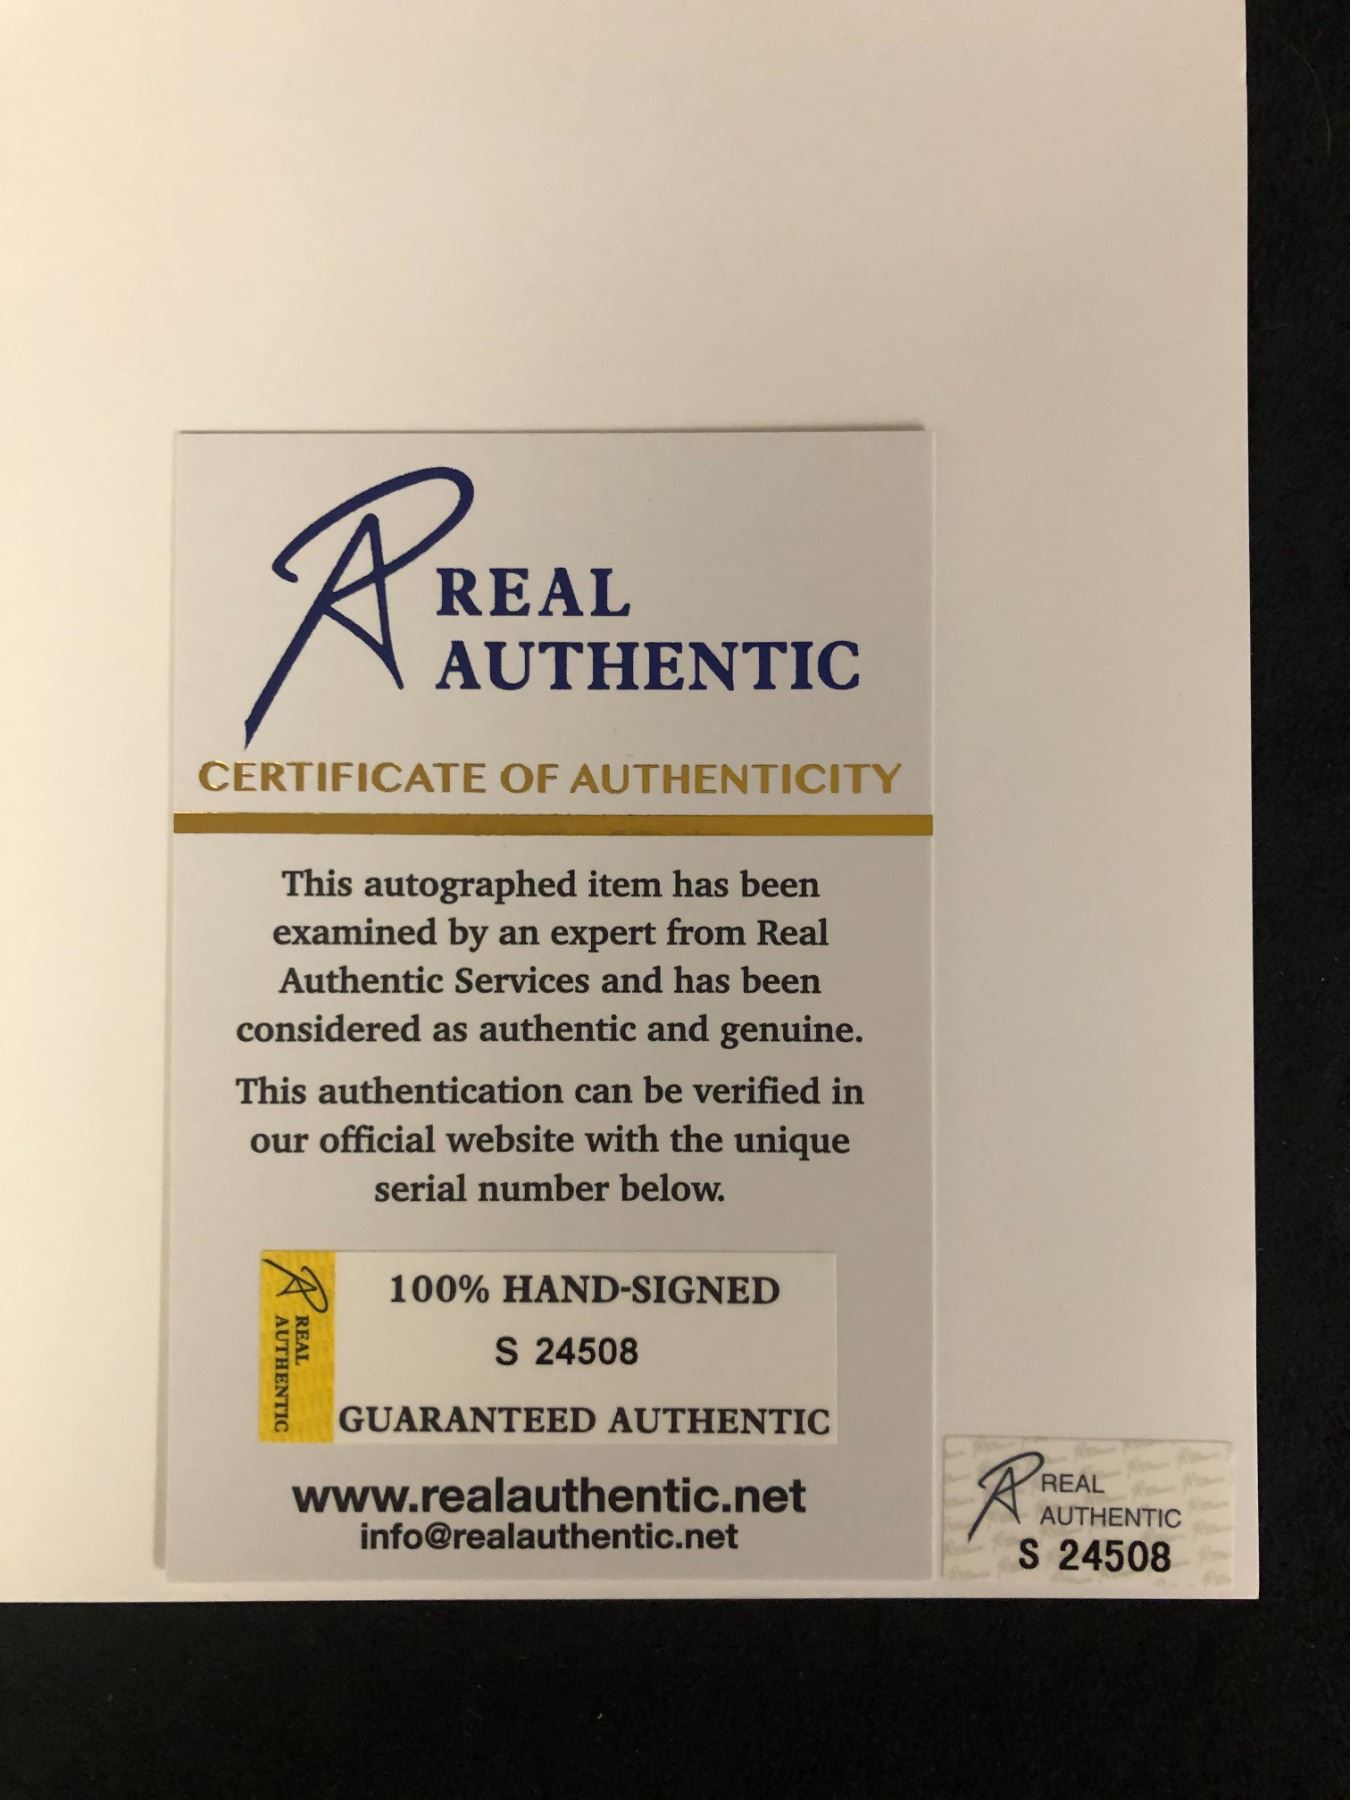 RA REAL
AUTHENTIC
CERTIFICATE OF AUTHENTICITY
This autographed item has been
examined by an expert from Real
Authentic Services and has been
considered as authentic and genuine.
This authentication can be verified in
our official website with the unique
serial number below.
RA REAL
AUTHENTIC
100% HAND-SIGNED
S 24508
GUARANTEED AUTHENTIC
www.realauthentic.net
info@realauthentic.net
RA REAL
AUTHENTIC
S 24508